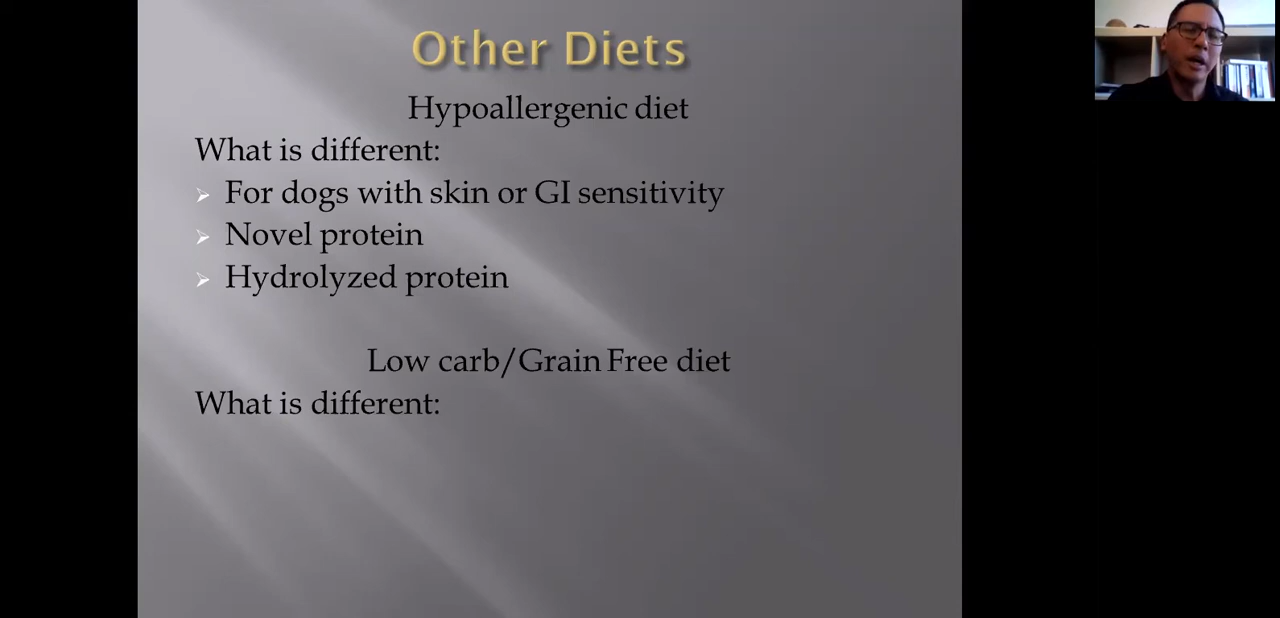 Other Diets
Hypoallergenic diet
What is different:
For dogs with skin or GI sensitivity
Novel protein
Hydrolyzed protein
Low carb/Grain Free diet
What is different: